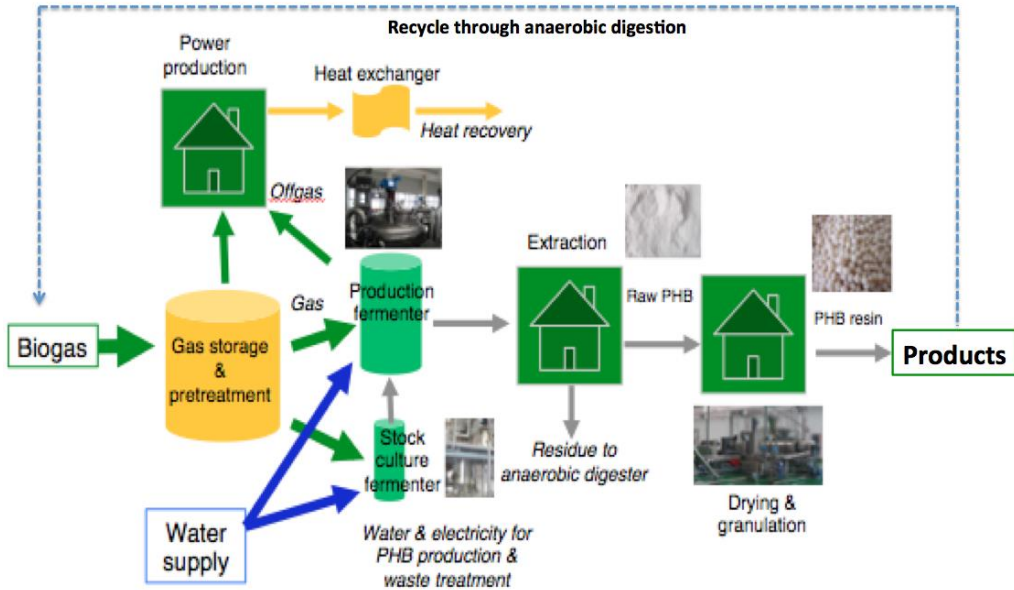 Recycle through anaerobic digestion
Power
production
Heat exchanger
Heat recovery
Offgas
Extraction
Raw PHB
PHB resin
Gas
Production
fermenter
Biogas
Gas storage
&
pretreatment
Products
Stock
culture
fermenter
Residue to
anaerobic digester
Drying &
granulation
Water
supply
Water & electricity for
PHB production &
waste treatment